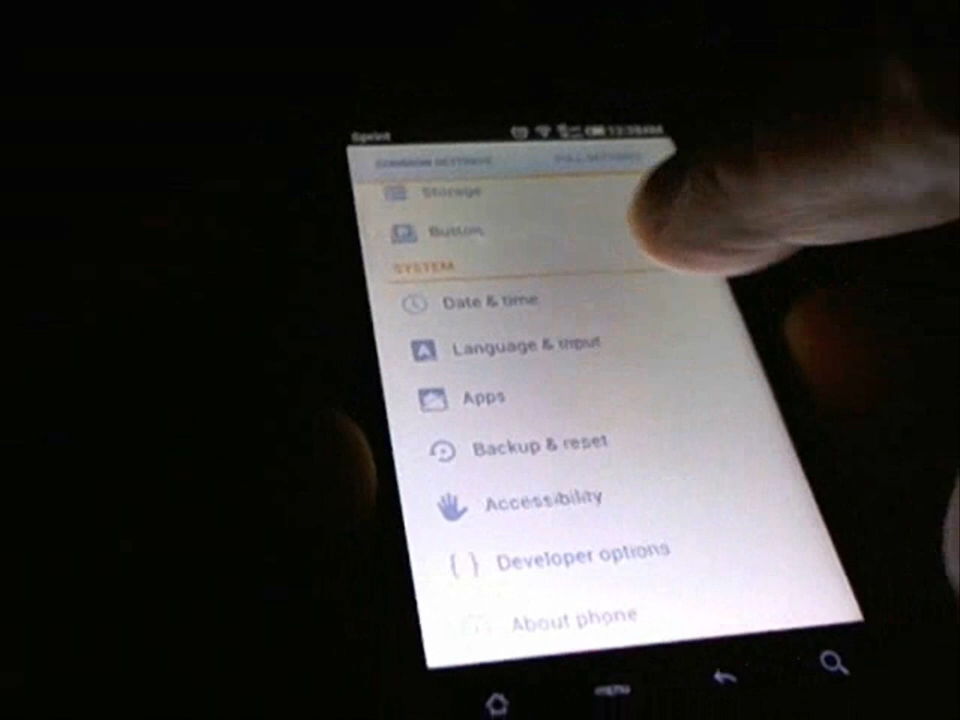 Sprint
COMMON SETTINGS FULL SETTINGS
Storage
Button
SYSTEM
Date & time
Language & input
Apps
Backup & reset
Accessibility
{ } Developer options
About phone
menu